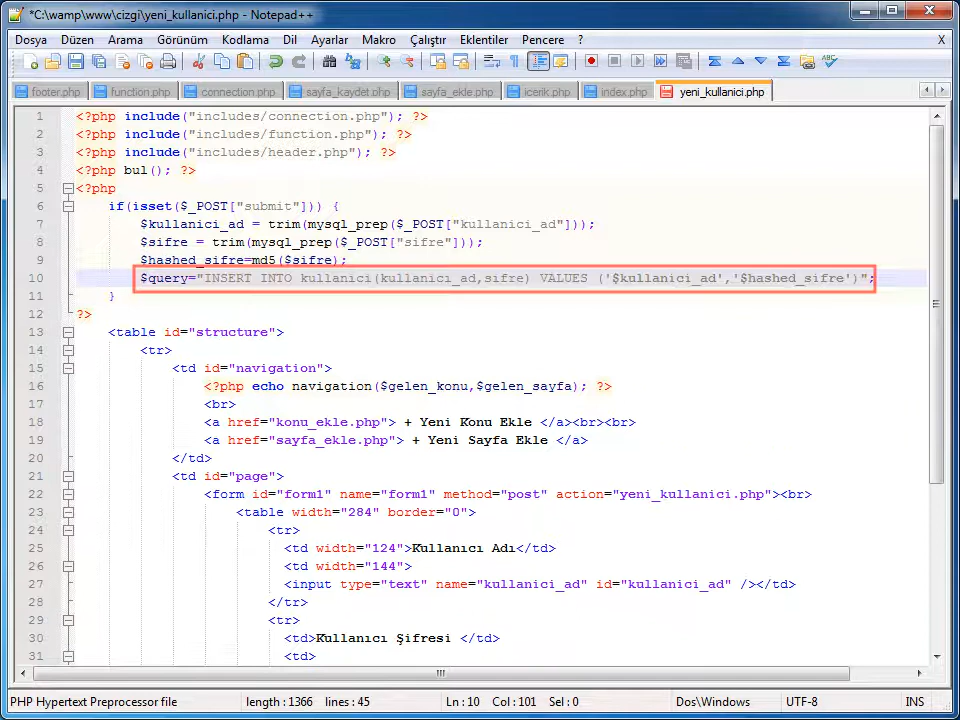 *C:\wamp\www\cizgi\yeni_kullanici.php - Notepad++
Dosya Düzen Arama Görünüm Kodlama Dil Ayarlar Makro Çalıştır Eklentiler Pencere ? X
footer.php function.php connection.php sayfa_kaydet.php sayfa_ekle.php icerik.php index.php yeni_kullanici.php
1 <?php include("includes/connection.php"); ?>
2 <?php include("includes/function.php"); ?>
3 <?php include("includes/header.php"); ?>
4 <?php bul(); ?>
5 <?php
6 if(isset($_POST["submit"])) {
7 $kullanici_ad = trim(mysql_prep($_POST["kullanici_ad"]));
8 $sifre = trim(mysql_prep($_POST["sifre"]));
9 $hashed_sifre=md5($sifre);
10 $query="INSERT INTO kullanici(kullanici_ad,sifre) VALUES ('$kullanici_ad','$hashed_sifre')";
11 }
12 ?>
13 <table id="structure">
14 <tr>
15 <td id="navigation">
16 <?php echo navigation($gelen_konu,$gelen_sayfa); ?>
17 <br>
18 <a href="konu_ekle.php"> + Yeni Konu Ekle </a><br><br>
19 <a href="sayfa_ekle.php"> + Yeni Sayfa Ekle </a>
20 </td>
21 <td id="page">
22 <form id="form1" name="form1" method="post" action="yeni_kullanici.php"><br>
23 <table width="284" border="0">
24 <tr>
25 <td width="124">Kullanıcı Adı</td>
26 <td width="144">
27 <input type="text" name="kullanici_ad" id="kullanici_ad" /></td>
28 </tr>
29 <tr>
30 <td>Kullanıcı Şifresi </td>
31 <td>
PHP Hypertext Preprocessor file length : 1366 lines : 45 Ln : 10 Col : 101 Sel : 0 Dos\Windows UTF-8 INS